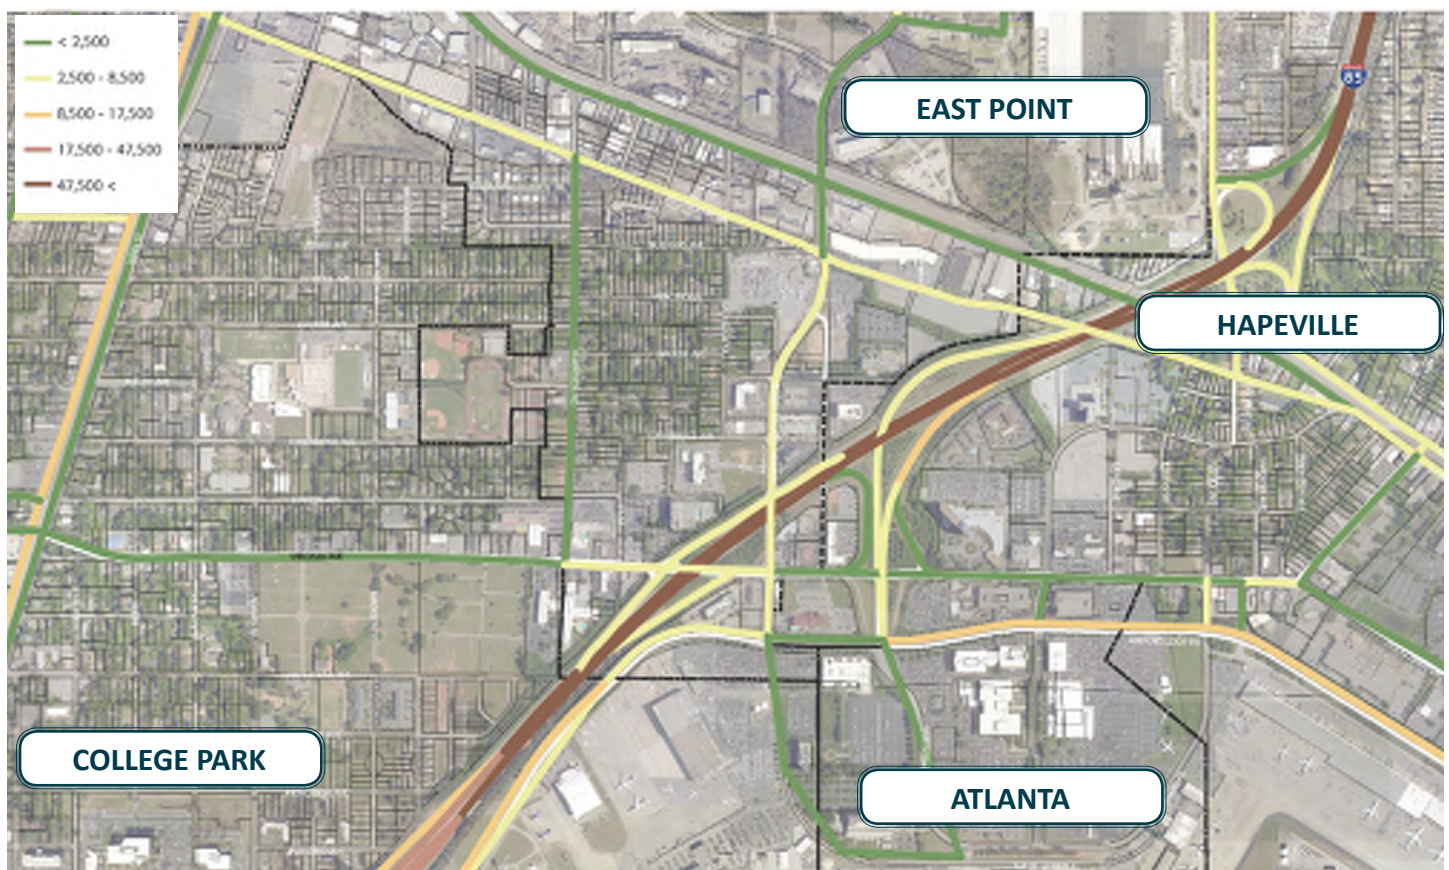 < 2,500
2,500 - 8,500
8,500 - 17,500
17,500 - 47,500
47,500 <
85
EAST POINT
HAPEVILLE
COLLEGE PARK
ATLANTA